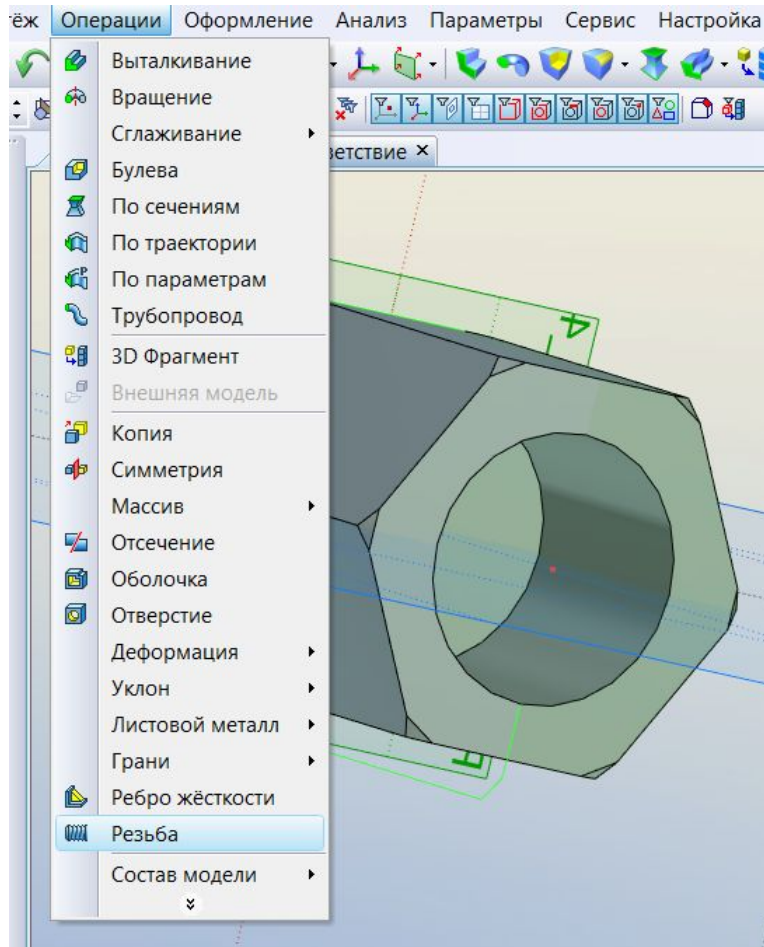 тёж Операции Оформление Анализ Параметры Сервис Настройка
Выталкивание
Вращение
Сглаживание
ветствие
Булева
По сечениям
По траектории
По параметрам
Трубопровод
3D Фрагмент
4
Внешняя модель
Копия
Симметрия
Массив
Отсечение
Оболочка
Отверстие
Деформация
Уклон
Листовой металл
Грани
Ребро жёсткости
Резьба
Состав модели